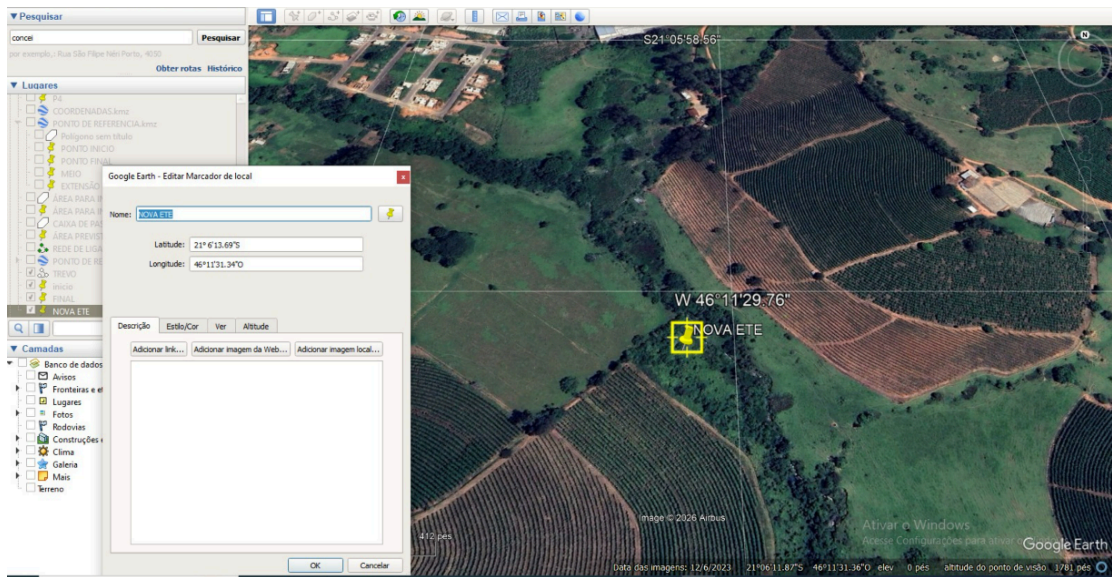 ▼ Pesquisar
concei
Pesquisar
por exemplo,: Rua São Filipe Néri Porto, 4050
Obter rotas Histórico
▼ Lugares
P4
COORDENADAS.kmz
PONTO DE REFERENCIA.kmz
Polígono sem título
PONTO INICIO
PONTO FINAL
MEIO
EXTENSÃO
ÁREA PARA I
ÁREA PARA I
CAIXA DE PAS
ÁREA PREVIST
REDE DE LIGA
PONTO DE RE
TREVO
inicio
FINAL
NOVA ETE
▼ Camadas
Banco de dados
Avisos
Fronteiras e et
Lugares
Fotos
Rodovias
Construções e
Clima
Galeria
Mais
Terreno
Google Earth - Editar Marcador de local
x
Nome: NOVA ETE
Latitude: 21° 6'13.69"S
Longitude: 46°11'31.34"O
Descrição Estilo/Cor Ver Altitude
Adicionar link... Adicionar imagem da Web... Adicionar imagem local...
OK Cancelar
N
S21°05'58.56"
W 46°11'29.76"
NOVA ETE
412 pés
Image © 2026 Airbus
Ativar o Windows
Acesse Configurações para ativar o
Google Earth
Data das imagens: 12/6/2023 21°06'11.87"S 46°11'31.36"O elev 0 pés altitude do ponto de visão 1781 pés